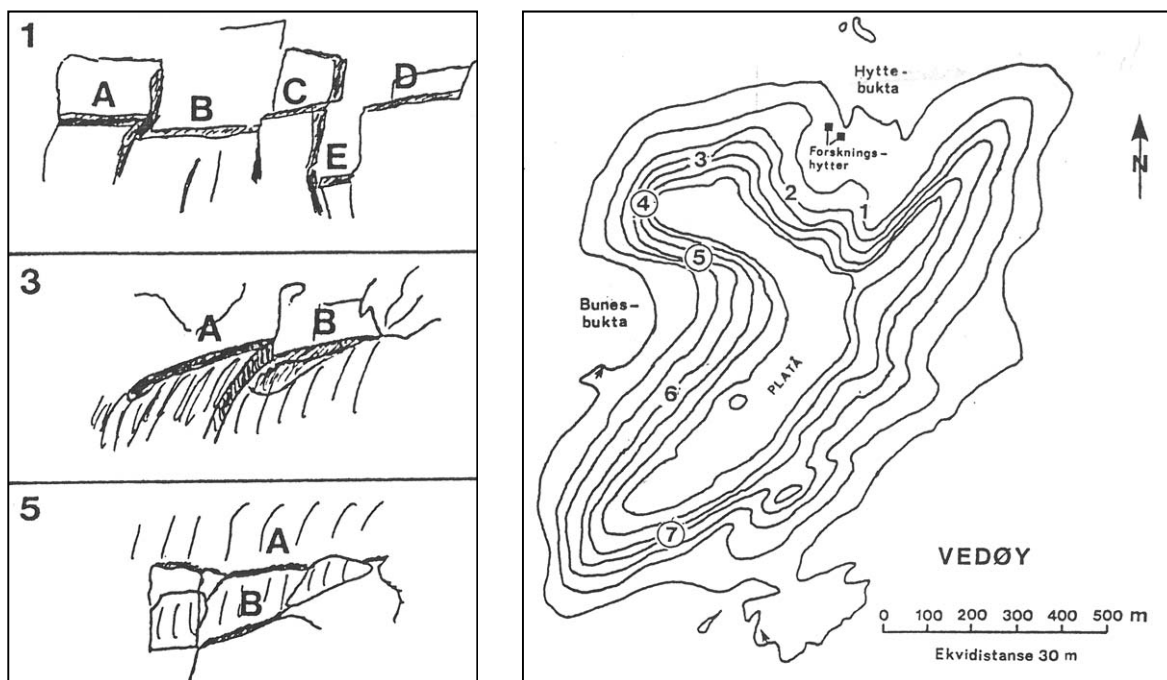 1
A
B
C
D
E
3
A
B
5
A
B
Hytte-
bukta
N
Forsknings-
hytter
3
2
1
4
5
Bunes-
bukta
6
PLATÅ
7
VEDØY
0 100 200 300 400 500 m
Ekvidistanse 30 m